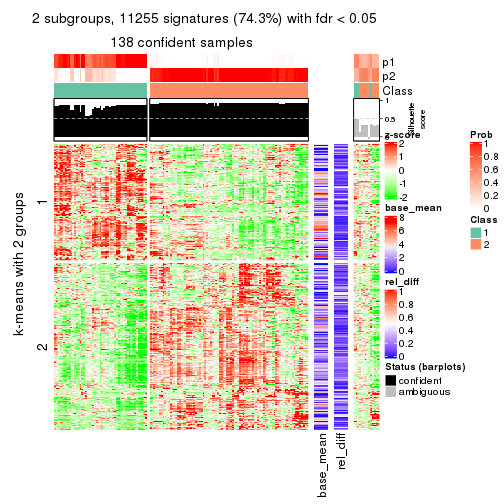 2 subgroups, 11255 signatures (74.3%) with fdr < 0.05
138 confident samples
p1
p2
Class
1
0.5
0
Silhouette
score
k-means with 2 groups
1
2
base_mean
rel_diff
z-score
2
1
0
-1
-2
base_mean
8
6
4
2
0
rel_diff
1
0.8
0.6
0.4
0.2
0
Status (barplots)
confident
ambiguous
Prob
1
0.8
0.6
0.4
0.2
0
Class
1
2